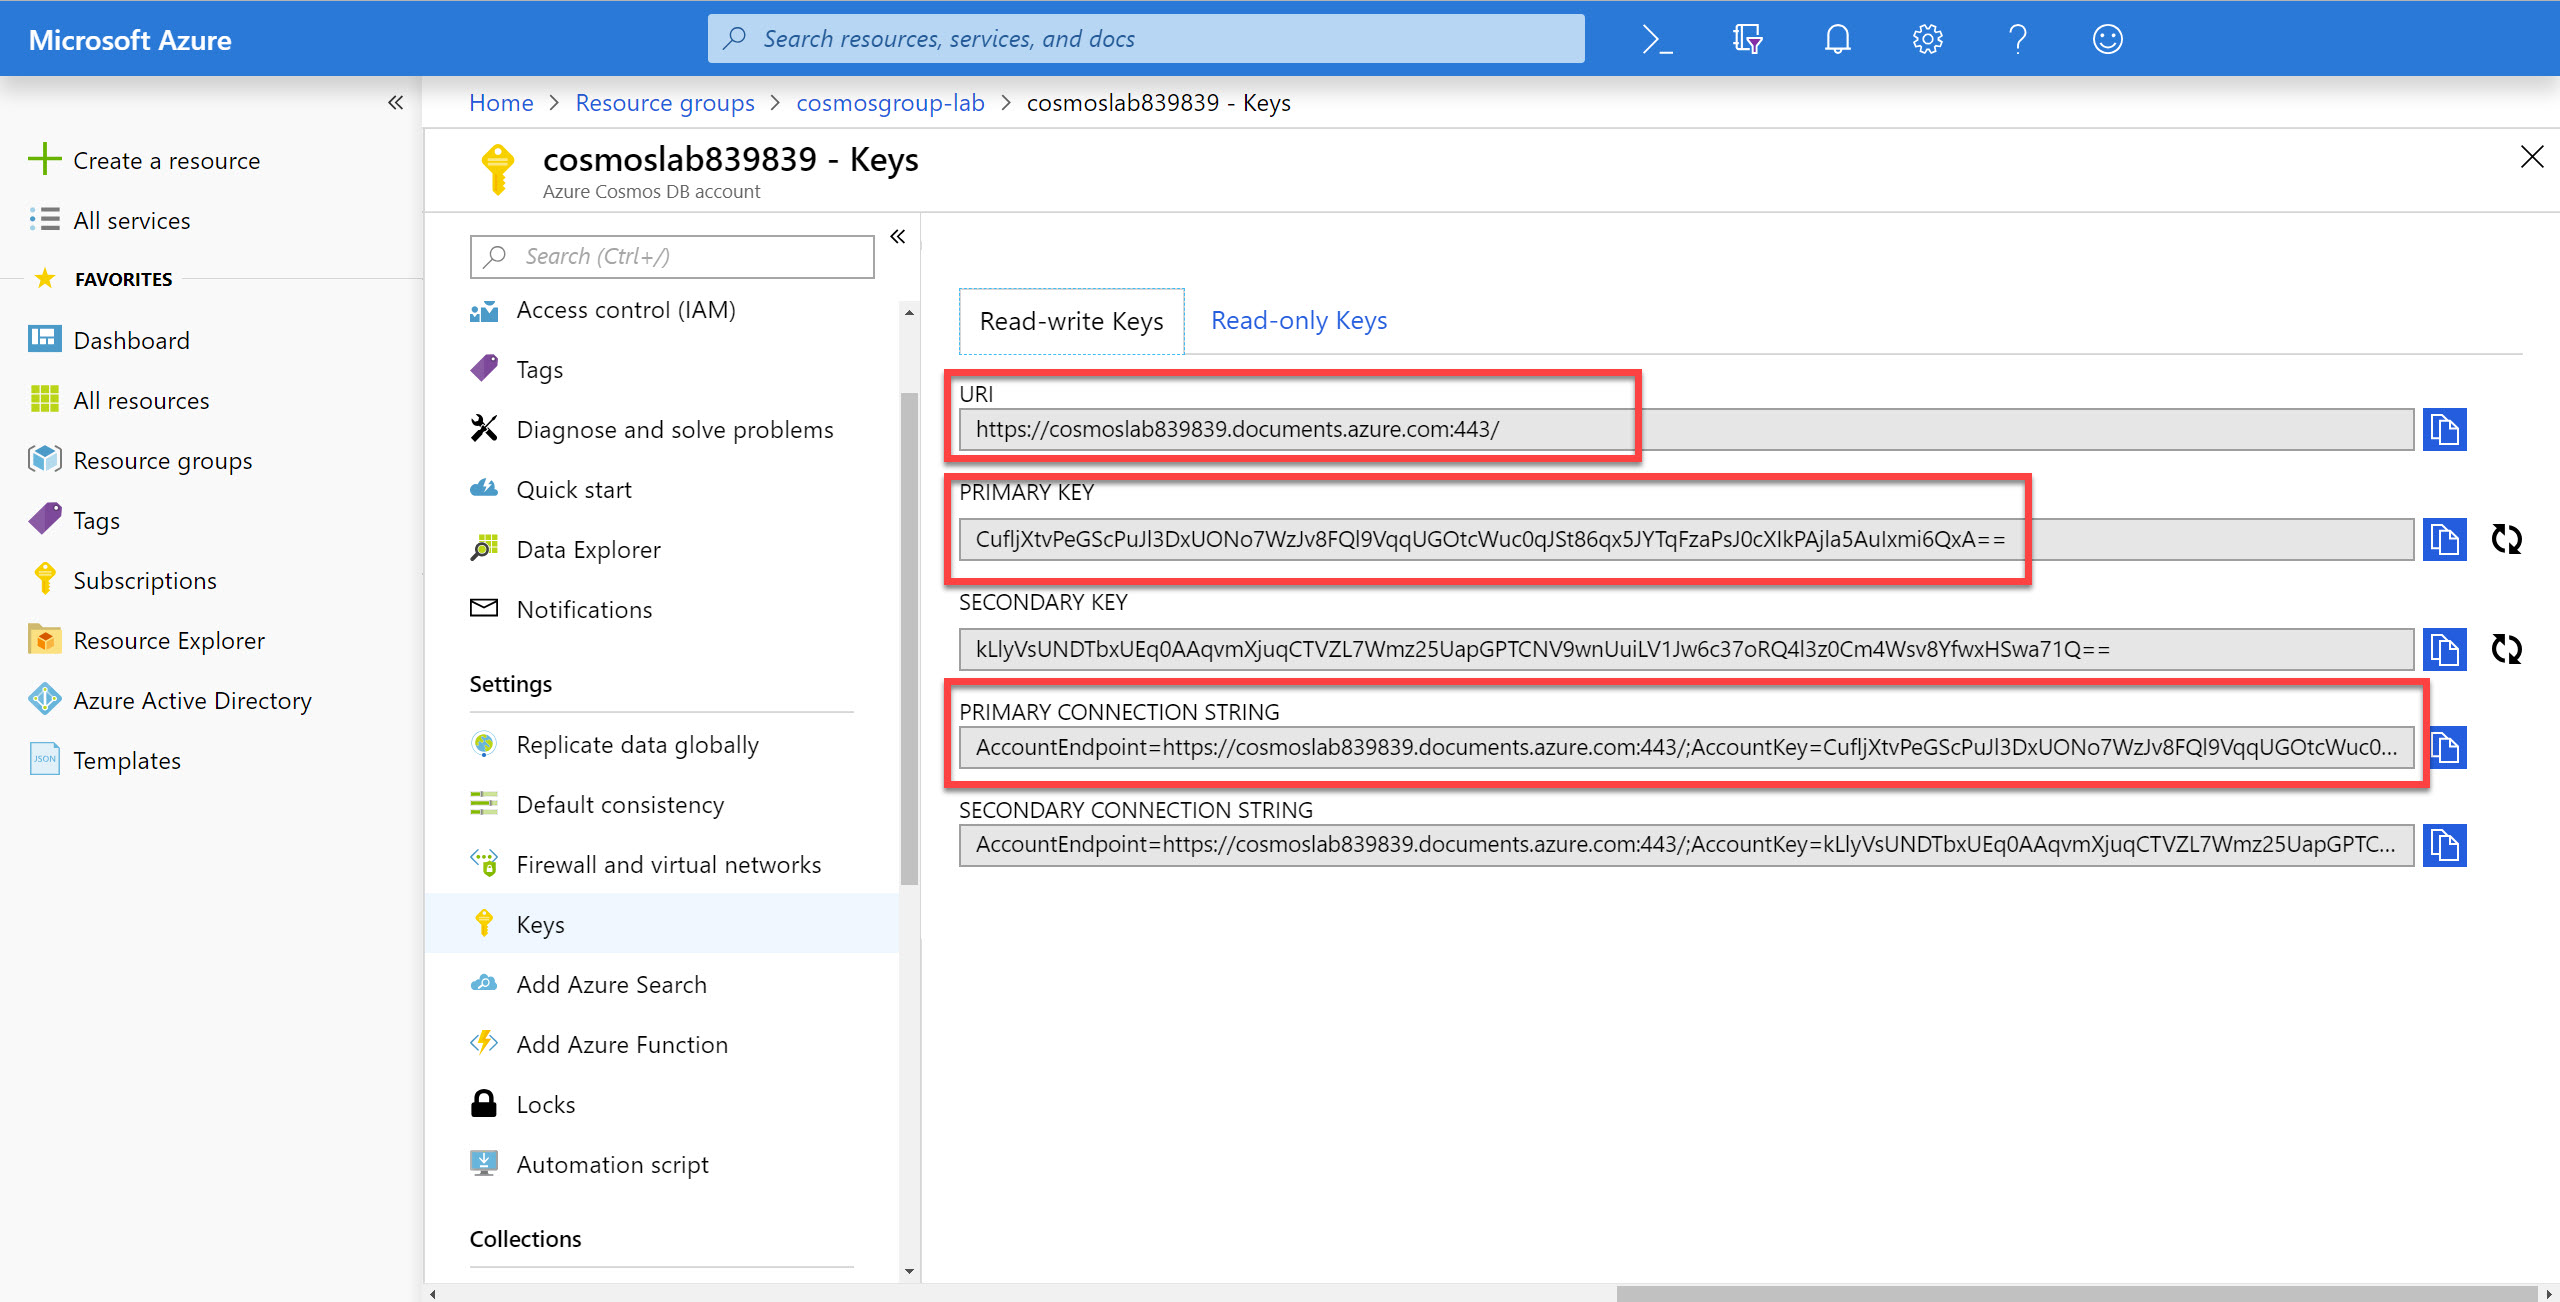 Microsoft Azure
Search resources, services, and docs
Home > Resource groups > cosmosgroup-lab > cosmoslab839839 - Keys
Create a resource
All services
FAVORITES
Dashboard
All resources
Resource groups
Tags
Subscriptions
Resource Explorer
Azure Active Directory
JSON
Templates
cosmoslab839839 - Keys
Azure Cosmos DB account
Search (Ctrl+/)
Access control (IAM)
Tags
Diagnose and solve problems
Quick start
Data Explorer
Notifications
Settings
Replicate data globally
Default consistency
Firewall and virtual networks
Keys
Add Azure Search
Add Azure Function
Locks
Automation script
Collections
Read-write Keys
Read-only Keys
URI
https://cosmoslab839839.documents.azure.com:443/
PRIMARY KEY
SECONDARY KEY
PRIMARY CONNECTION STRING
AccountEndpoint=https://cosmoslab839839.documents.azure.com:443/;AccountKey=
SECONDARY CONNECTION STRING
AccountEndpoint=https://cosmoslab839839.documents.azure.com:443/;AccountKey=